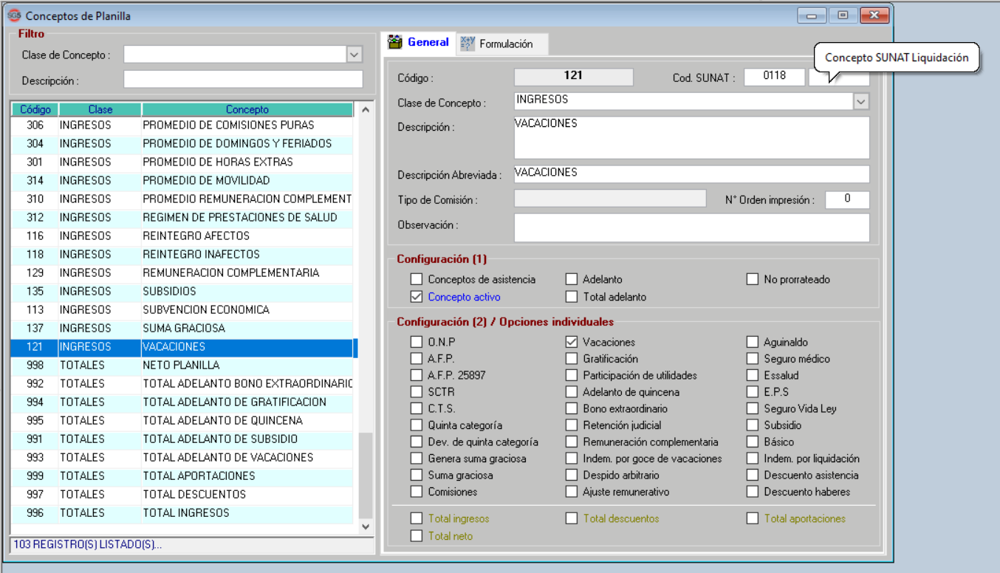 SG5 Conceptos de Planilla
Filtro
Clase de Concepto :
Descripción :
Código Clase Concepto
306 INGRESOS PROMEDIO DE COMISIONES PURAS
304 INGRESOS PROMEDIO DE DOMINGOS Y FERIADOS
301 INGRESOS PROMEDIO DE HORAS EXTRAS
314 INGRESOS PROMEDIO DE MOVILIDAD
310 INGRESOS PROMEDIO REMUNERACION COMPLEMENT
312 INGRESOS REGIMEN DE PRESTACIONES DE SALUD
116 INGRESOS REINTEGRO AFECTOS
118 INGRESOS REINTEGRO INAFECTOS
129 INGRESOS REMUNERACION COMPLEMENTARIA
135 INGRESOS SUBSIDIOS
113 INGRESOS SUBVENCION ECONOMICA
137 INGRESOS SUMA GRACIOSA
121 INGRESOS VACACIONES
998 TOTALES NETO PLANILLA
992 TOTALES TOTAL ADELANTO BONO EXTRAORDINARIO
994 TOTALES TOTAL ADELANTO DE GRATIFICACION
995 TOTALES TOTAL ADELANTO DE QUINCENA
991 TOTALES TOTAL ADELANTO DE SUBSIDIO
993 TOTALES TOTAL ADELANTO DE VACACIONES
999 TOTALES TOTAL APORTACIONES
997 TOTALES TOTAL DESCUENTOS
996 TOTALES TOTAL INGRESOS
103 REGISTRO(S) LISTADO(S)...
General X+Y =? Formulación
Concepto SUNAT Liquidación
Código : 121 Cod. SUNAT : 0118
Clase de Concepto : INGRESOS
Descripción : VACACIONES
Descripción Abreviada : VACACIONES
Tipo de Comisión : N° Orden impresión : 0
Observación :
Configuración (1)
Conceptos de asistencia Adelanto No prorrateado
Concepto activo Total adelanto
Configuración (2) / Opciones individuales
O.N.P Vacaciones Aguinaldo
A.F.P. Gratificación Seguro médico
A.F.P. 25897 Participación de utilidades Essalud
SCTR Adelanto de quincena E.P.S
C.T.S. Bono extraordinario Seguro Vida Ley
Quinta categoría Retención judicial Subsidio
Dev. de quinta categoría Remuneración complementaria Básico
Genera suma graciosa Indem. por goce de vacaciones Indem. por liquidación
Suma graciosa Despido arbitrario Descuento asistencia
Comisiones Ajuste remunerativo Descuento haberes
Total ingresos Total descuentos Total aportaciones
Total neto